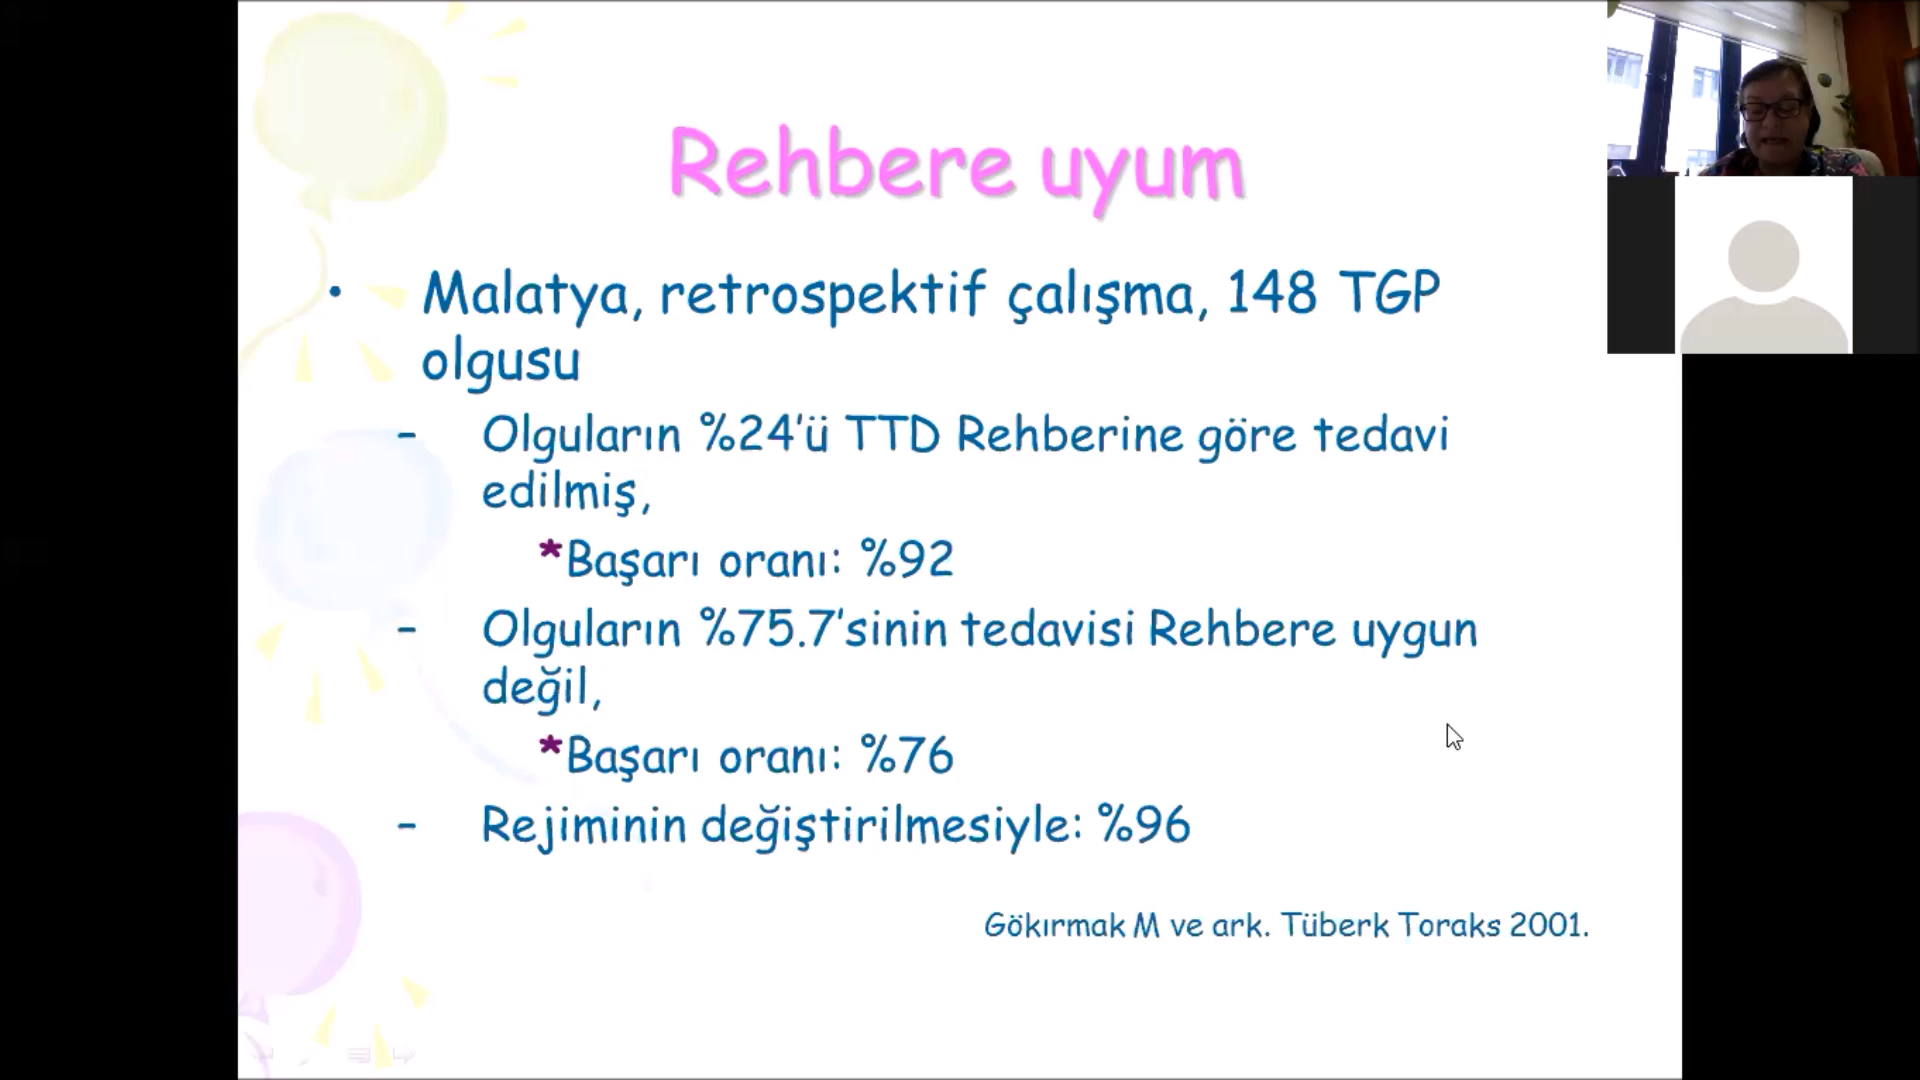 Rehbere uyum
• Malatya, retrospektif çalışma, 148 TGP
olgusu
– Olguların %24'ü TTD Rehberine göre tedavi
edilmiş,
*Başarı oranı: %92
– Olguların %75.7'sinin tedavisi Rehbere uygun
değil,
*Başarı oranı: %76
– Rejiminin değiştirilmesiyle: %96
Gökırmak M ve ark. Tüberk Toraks 2001.